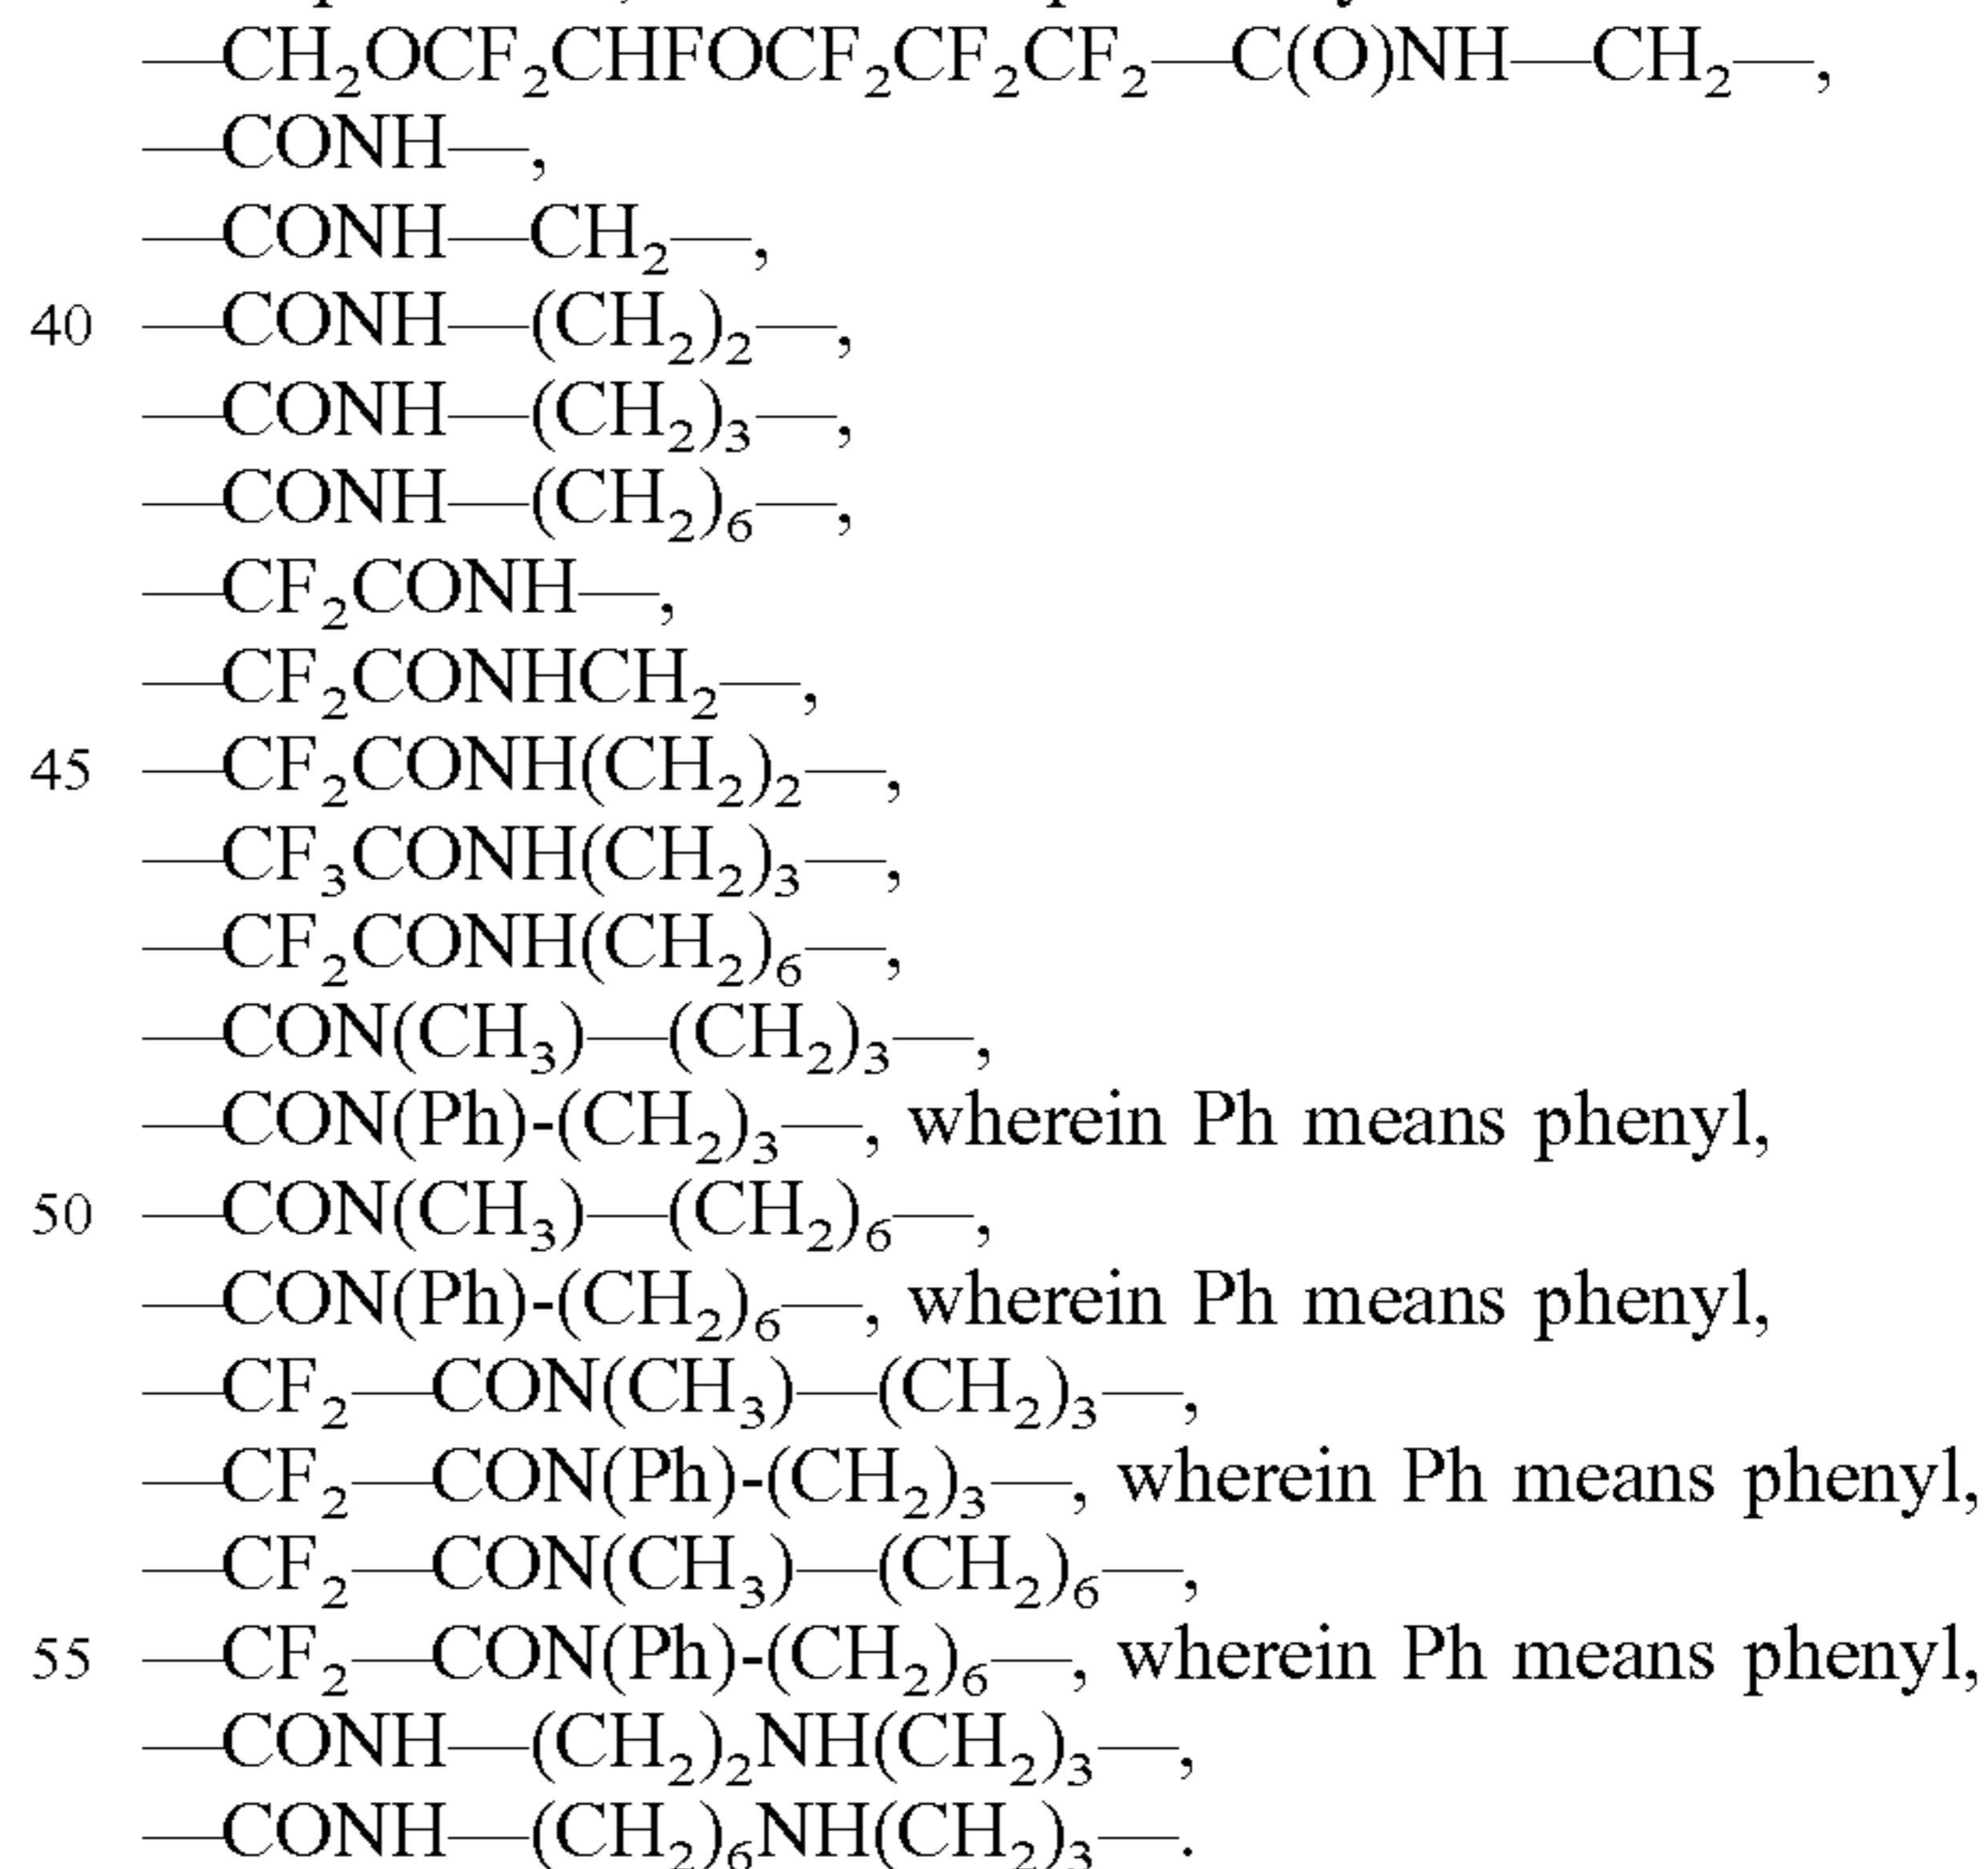 —CH₂OCF₂CHFOCF₂CF₂CF₂—C(O)NH—CH₂—,
—CONH—,
—CONH—CH₂—,
40 —CONH—(CH₂)₂—,
—CONH—(CH₂)₃—,
—CONH—(CH₂)₆—,
—CF₂CONH—,
—CF₂CONHCH₂—,
45 —CF₂CONH(CH₂)₂—,
—CF₃CONH(CH₂)₃—,
—CF₂CONH(CH₂)₆—,
—CON(CH₃)—(CH₂)₃—,
—CON(Ph)-(CH₂)₃—, wherein Ph means phenyl,
50 —CON(CH₃)—(CH₂)₆—,
—CON(Ph)-(CH₂)₆—, wherein Ph means phenyl,
—CF₂—CON(CH₃)—(CH₂)₃—,
—CF₂—CON(Ph)-(CH₂)₃—, wherein Ph means phenyl,
—CF₂—CON(CH₃)—(CH₂)₆—,
55 —CF₂—CON(Ph)-(CH₂)₆—, wherein Ph means phenyl,
—CONH—(CH₂)₂NH(CH₂)₃—,
—CONH—(CH₂)₆NH(CH₂)₃—.